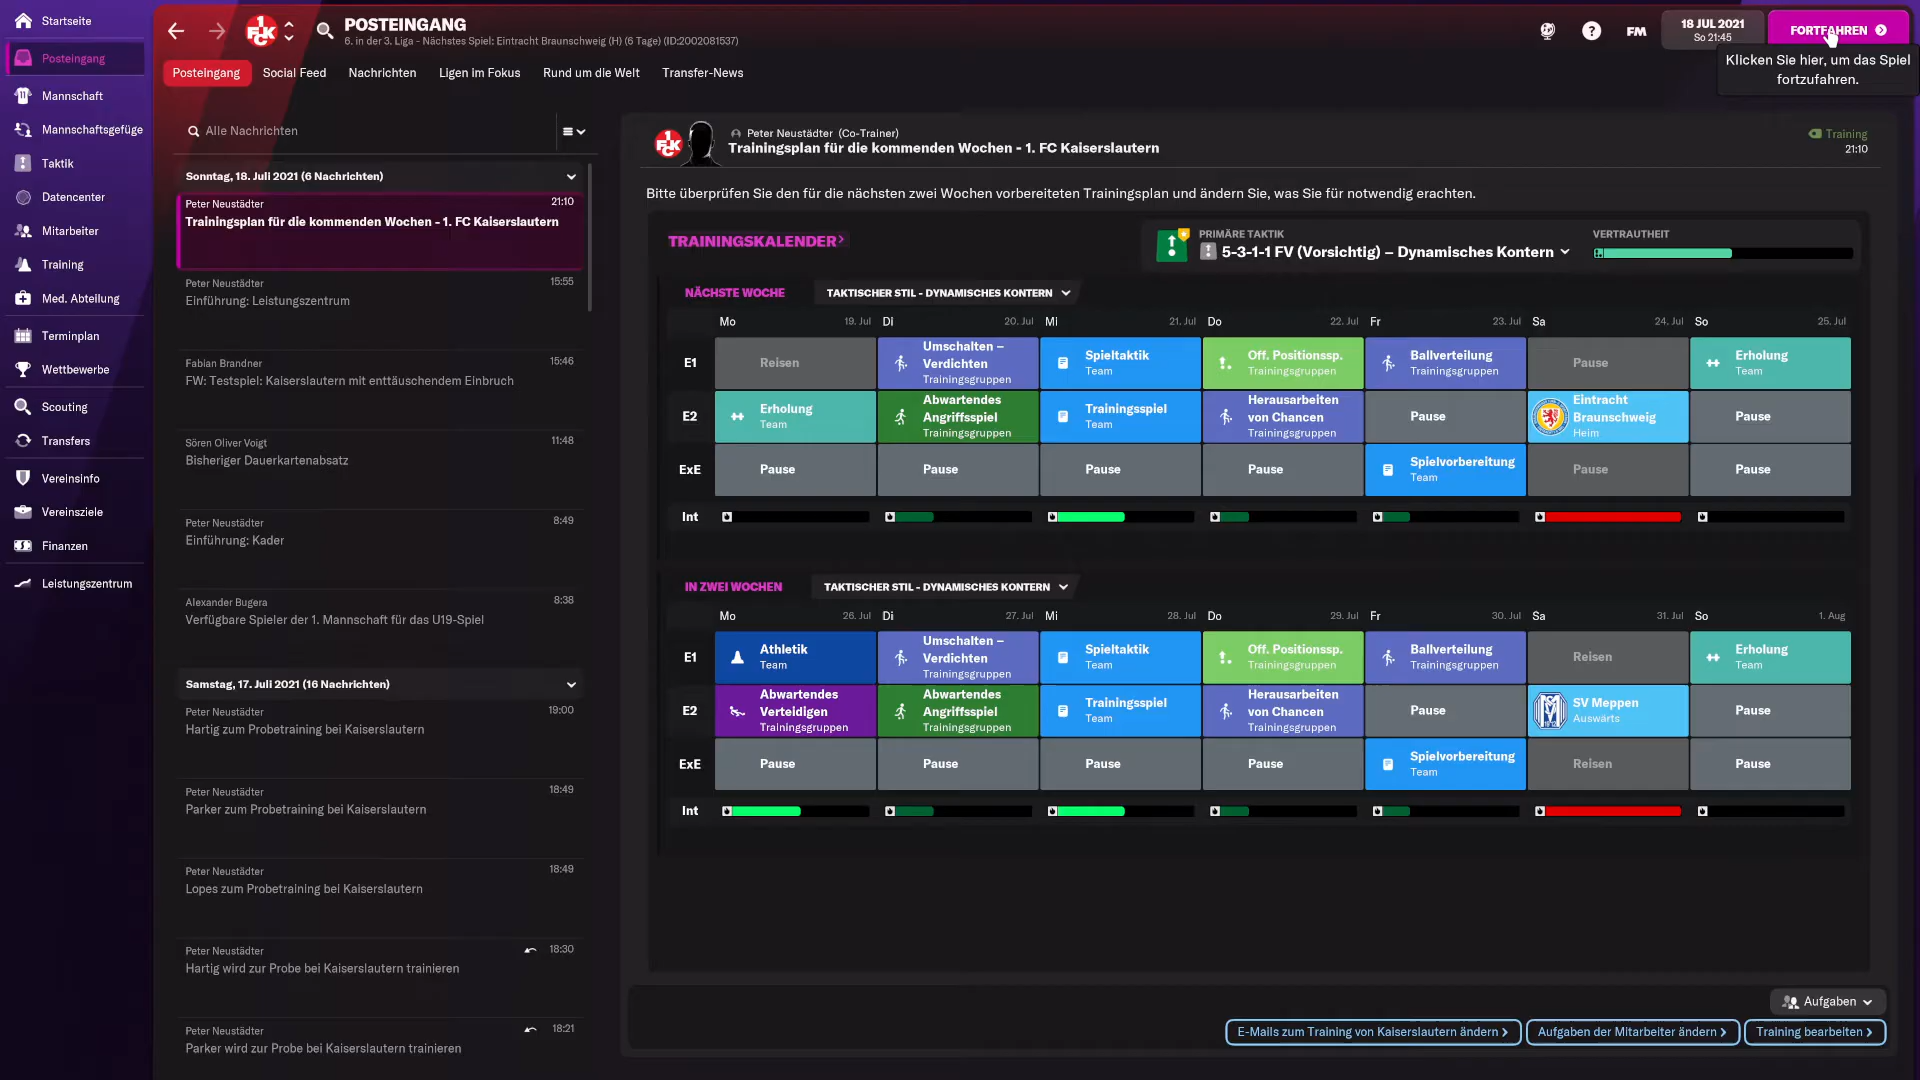 Startseite
Posteingang
Mannschaft
Mannschaftsgefüge
Taktik
Datencenter
Mitarbeiter
Training
Med. Abteilung
Terminplan
Wettbewerbe
Scouting
Transfers
Vereinsinfo
Vereinsziele
Finanzen
Leistungszentrum
POSTEINGANG
6. in der 3. Liga - Nächstes Spiel: Eintracht Braunschweig (H) (6 Tage) (ID:2002081537)
FM
18 JUL 2021
So 21:45
FORTFAHREN
Klicken Sie hier, um das Spiel
fortzufahren.
Posteingang Social Feed Nachrichten Ligen im Fokus Rund um die Welt Transfer-News
Alle Nachrichten
Sonntag, 18. Juli 2021 (6 Nachrichten)
Peter Neustädter 21:10
Trainingsplan für die kommenden Wochen - 1. FC Kaiserslautern
Peter Neustädter 15:55
Einführung: Leistungszentrum
Fabian Brandner 15:46
FW: Testspiel: Kaiserslautern mit enttäuschendem Einbruch
Sören Oliver Voigt 11:48
Bisheriger Dauerkartenabsatz
Peter Neustädter 8:49
Einführung: Kader
Alexander Bugera 8:38
Verfügbare Spieler der 1. Mannschaft für das U19-Spiel
Samstag, 17. Juli 2021 (16 Nachrichten)
Peter Neustädter 19:00
Hartig zum Probetraining bei Kaiserslautern
Peter Neustädter 18:49
Parker zum Probetraining bei Kaiserslautern
Peter Neustädter 18:49
Lopes zum Probetraining bei Kaiserslautern
Peter Neustädter 18:30
Hartig wird zur Probe bei Kaiserslautern trainieren
Peter Neustädter 18:21
Parker wird zur Probe bei Kaiserslautern trainieren
Peter Neustädter (Co-Trainer)
Trainingsplan für die kommenden Wochen - 1. FC Kaiserslautern
Training
21:10
Bitte überprüfen Sie den für die nächsten zwei Wochen vorbereiteten Trainingsplan und ändern Sie, was Sie für notwendig erachten.
TRAININGSKALENDER
PRIMÄRE TAKTIK
5-3-1-1 FV (Vorsichtig) – Dynamisches Kontern
VERTRAUTHEIT
NÄCHSTE WOCHE TAKTISCHER STIL - DYNAMISCHES KONTERN
Mo 19. Jul Di 20. Jul Mi 21. Jul Do 22. Jul Fr 23. Jul Sa 24. Jul So 25. Jul
E1
Reisen
Umschalten –
Verdichten
Trainingsgruppen
Spieltaktik
Team
Off. Positionssp.
Trainingsgruppen
Ballverteilung
Trainingsgruppen
Pause
Erholung
Team
E2
Erholung
Team
Abwartendes
Angriffsspiel
Trainingsgruppen
Trainingsspiel
Team
Herausarbeiten
von Chancen
Trainingsgruppen
Pause
Eintracht
Braunschweig
Heim
Pause
ExE
Pause
Pause
Pause
Pause
Spielvorbereitung
Team
Pause
Pause
Int
IN ZWEI WOCHEN TAKTISCHER STIL - DYNAMISCHES KONTERN
Mo 26. Jul Di 27. Jul Mi 28. Jul Do 29. Jul Fr 30. Jul Sa 31. Jul So 1. Aug
E1
Athletik
Team
Umschalten –
Verdichten
Trainingsgruppen
Spieltaktik
Team
Off. Positionssp.
Trainingsgruppen
Ballverteilung
Trainingsgruppen
Reisen
Erholung
Team
E2
Abwartendes
Verteidigen
Trainingsgruppen
Abwartendes
Angriffsspiel
Trainingsgruppen
Trainingsspiel
Team
Herausarbeiten
von Chancen
Trainingsgruppen
Pause
SV Meppen
Auswärts
Pause
ExE
Pause
Pause
Pause
Pause
Spielvorbereitung
Team
Reisen
Pause
Int
Aufgaben
E-Mails zum Training von Kaiserslautern ändern
Aufgaben der Mitarbeiter ändern
Training bearbeiten